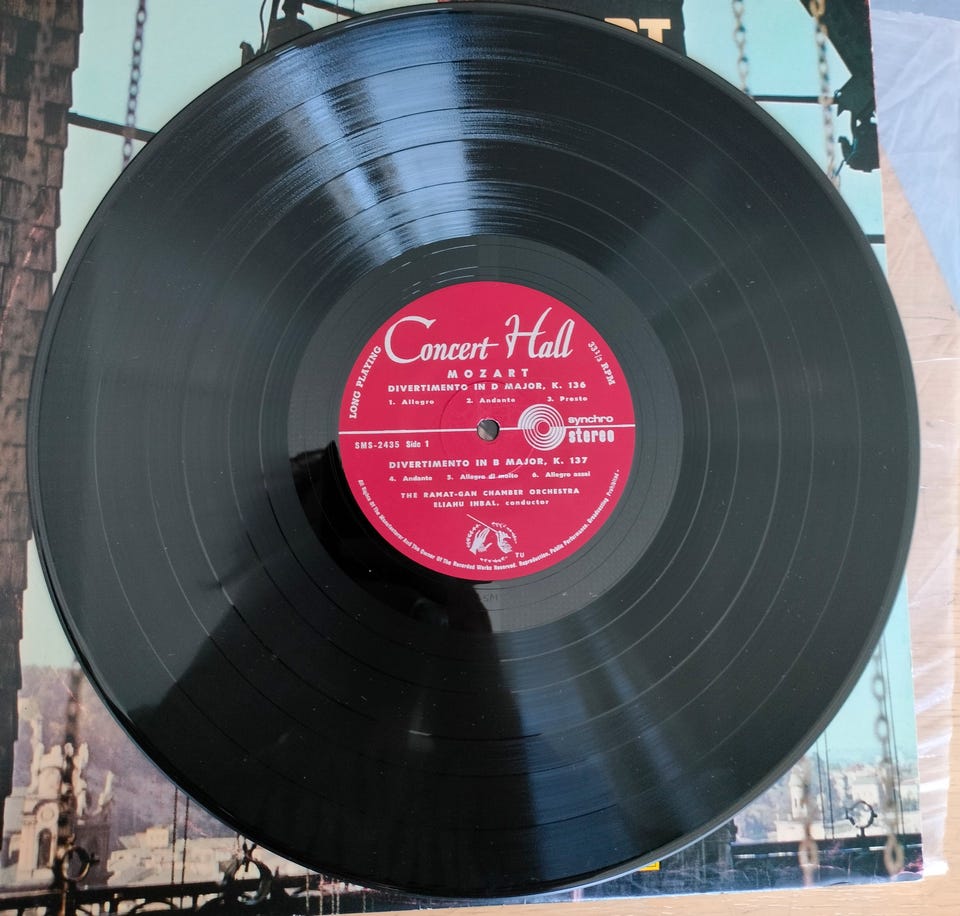 RT
Concert Hall
LONG PLAYING
33 1/3 RPM
MOZART
DIVERTIMENTO IN D MAJOR, K. 136
1. Allegro 2. Andante 3. Presto
synchro
stereo
SMS-2435 Side 1
DIVERTIMENTO IN B MAJOR, K. 137
4. Andante 5. Allegro di molto 6. Allegro assai
THE RAMAT-GAN CHAMBER ORCHESTRA
ELIAHU INBAL, conductor
TU
All Rights Of The Manufacturer And The Owner Of The Recorded Works Reserved. Reproduction, Public Performance, Broadcasting Prohibited.